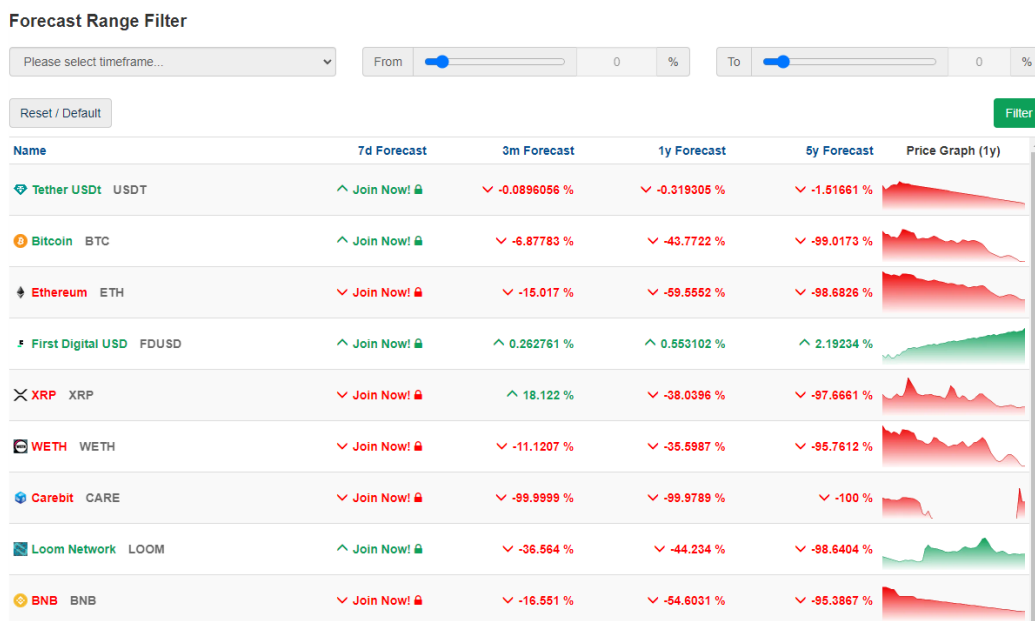 Forecast Range Filter
Please select timeframe... From 0 % To 0 %
Reset / Default Filter
Name 7d Forecast 3m Forecast 1y Forecast 5y Forecast Price Graph (1y)
Tether USDt USDT Join Now! -0.0896056 % -0.319305 % -1.51661 %
Bitcoin BTC Join Now! -6.87783 % -43.7722 % -99.0173 %
Ethereum ETH Join Now! -15.017 % -59.5552 % -98.6826 %
First Digital USD FDUSD Join Now! 0.262761 % 0.553102 % 2.19234 %
XRP XRP Join Now! 18.122 % -38.0396 % -97.6661 %
WETH WETH Join Now! -11.1207 % -35.5987 % -95.7612 %
Carebit CARE Join Now! -99.9999 % -99.9789 % -100 %
Loom Network LOOM Join Now! -36.564 % -44.234 % -98.6404 %
BNB BNB Join Now! -16.551 % -54.6031 % -95.3867 %